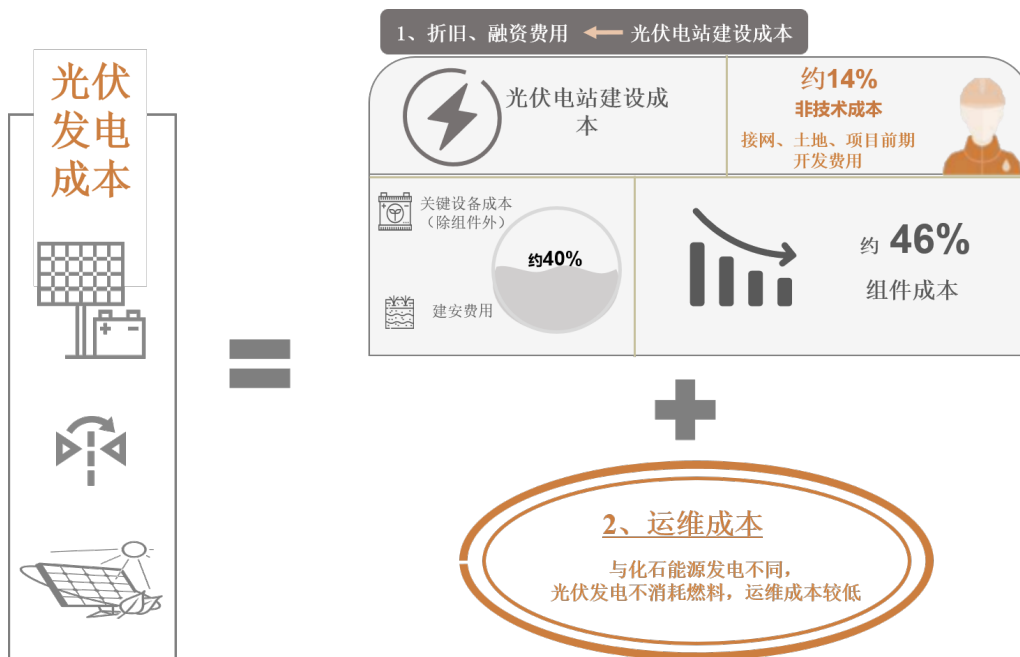 光伏
发电
成本
1、折旧、融资费用
光伏电站建设成本
光伏电站建设成
本
约14%
非技术成本
接网、土地、项目前期
开发费用
关键设备成本
（除组件外）
约40%
建安费用
约 46%
组件成本
2、运维成本
与化石能源发电不同，
光伏发电不消耗燃料，运维成本较低